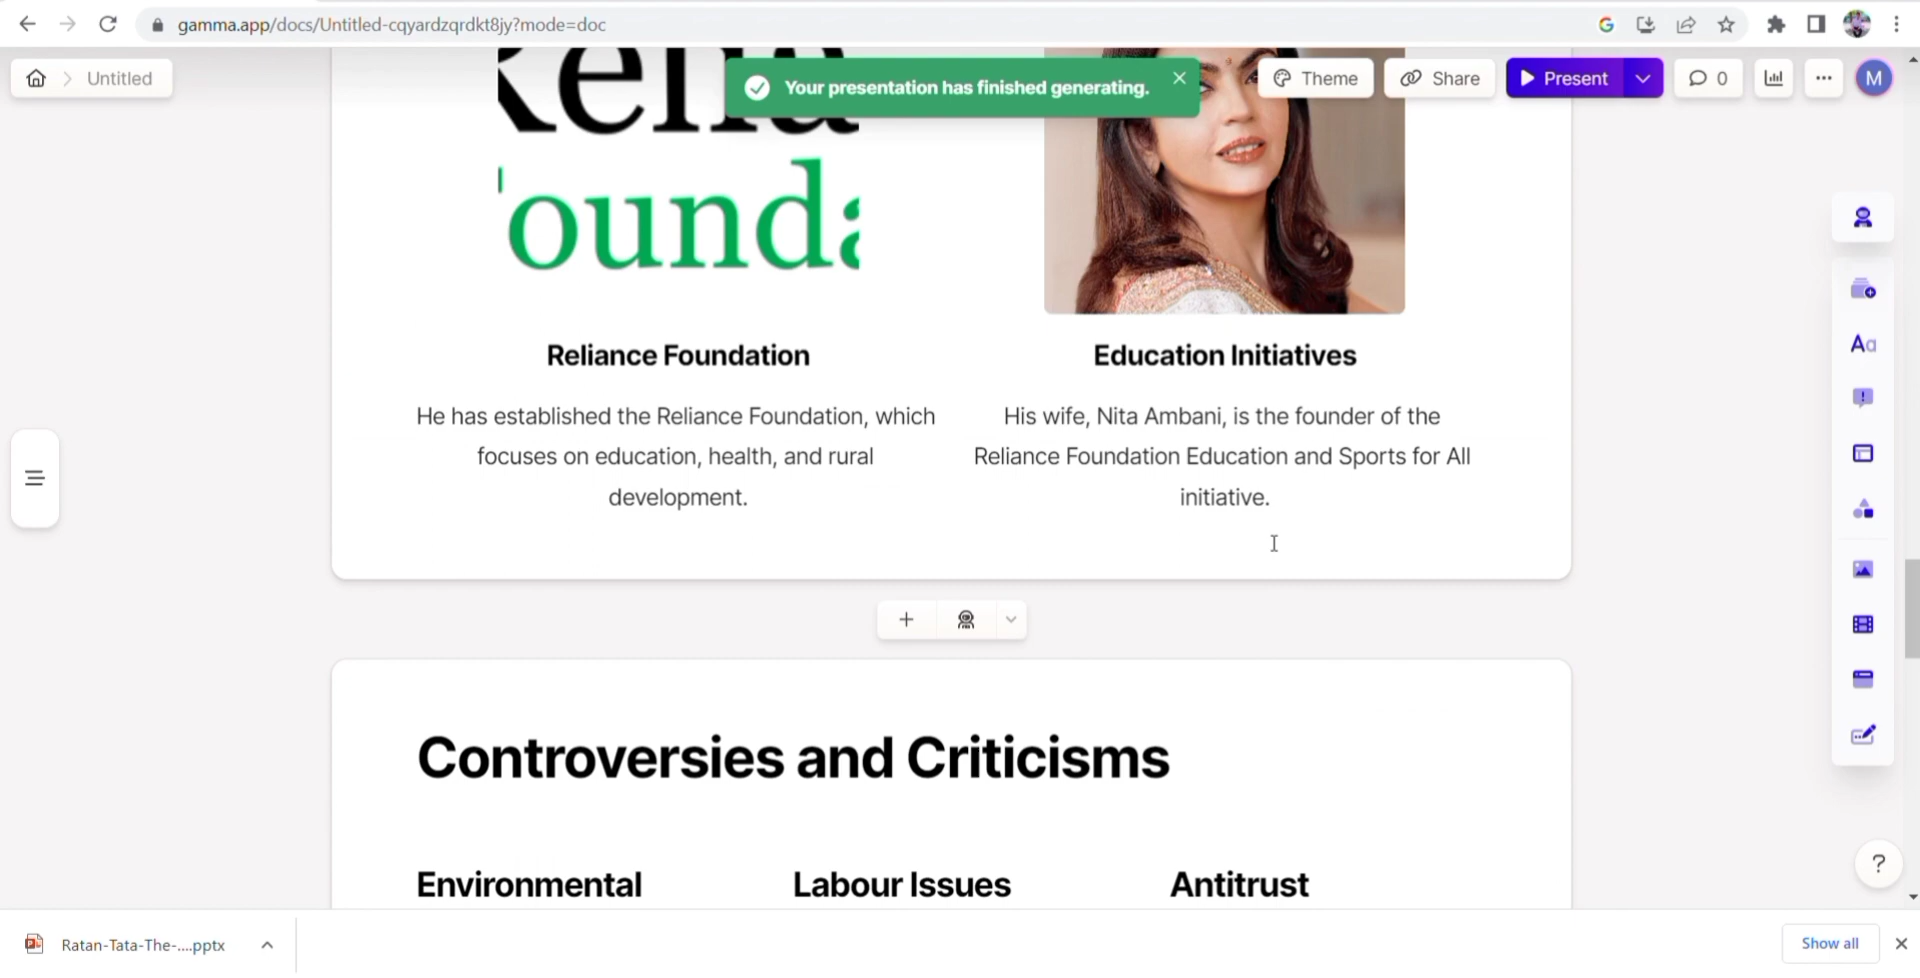 gamma.app/docs/Untitled-cqyardzqrdkt8jy?mode=doc
Untitled
Your presentation has finished generating.
Theme
Share
Present
0
M
ounda
Reliance Foundation
He has established the Reliance Foundation, which
focuses on education, health, and rural
development.
Education Initiatives
His wife, Nita Ambani, is the founder of the
Reliance Foundation Education and Sports for All
initiative.
Controversies and Criticisms
Environmental
Labour Issues
Antitrust
Aa
?
Ratan-Tata-The-....pptx
Show all